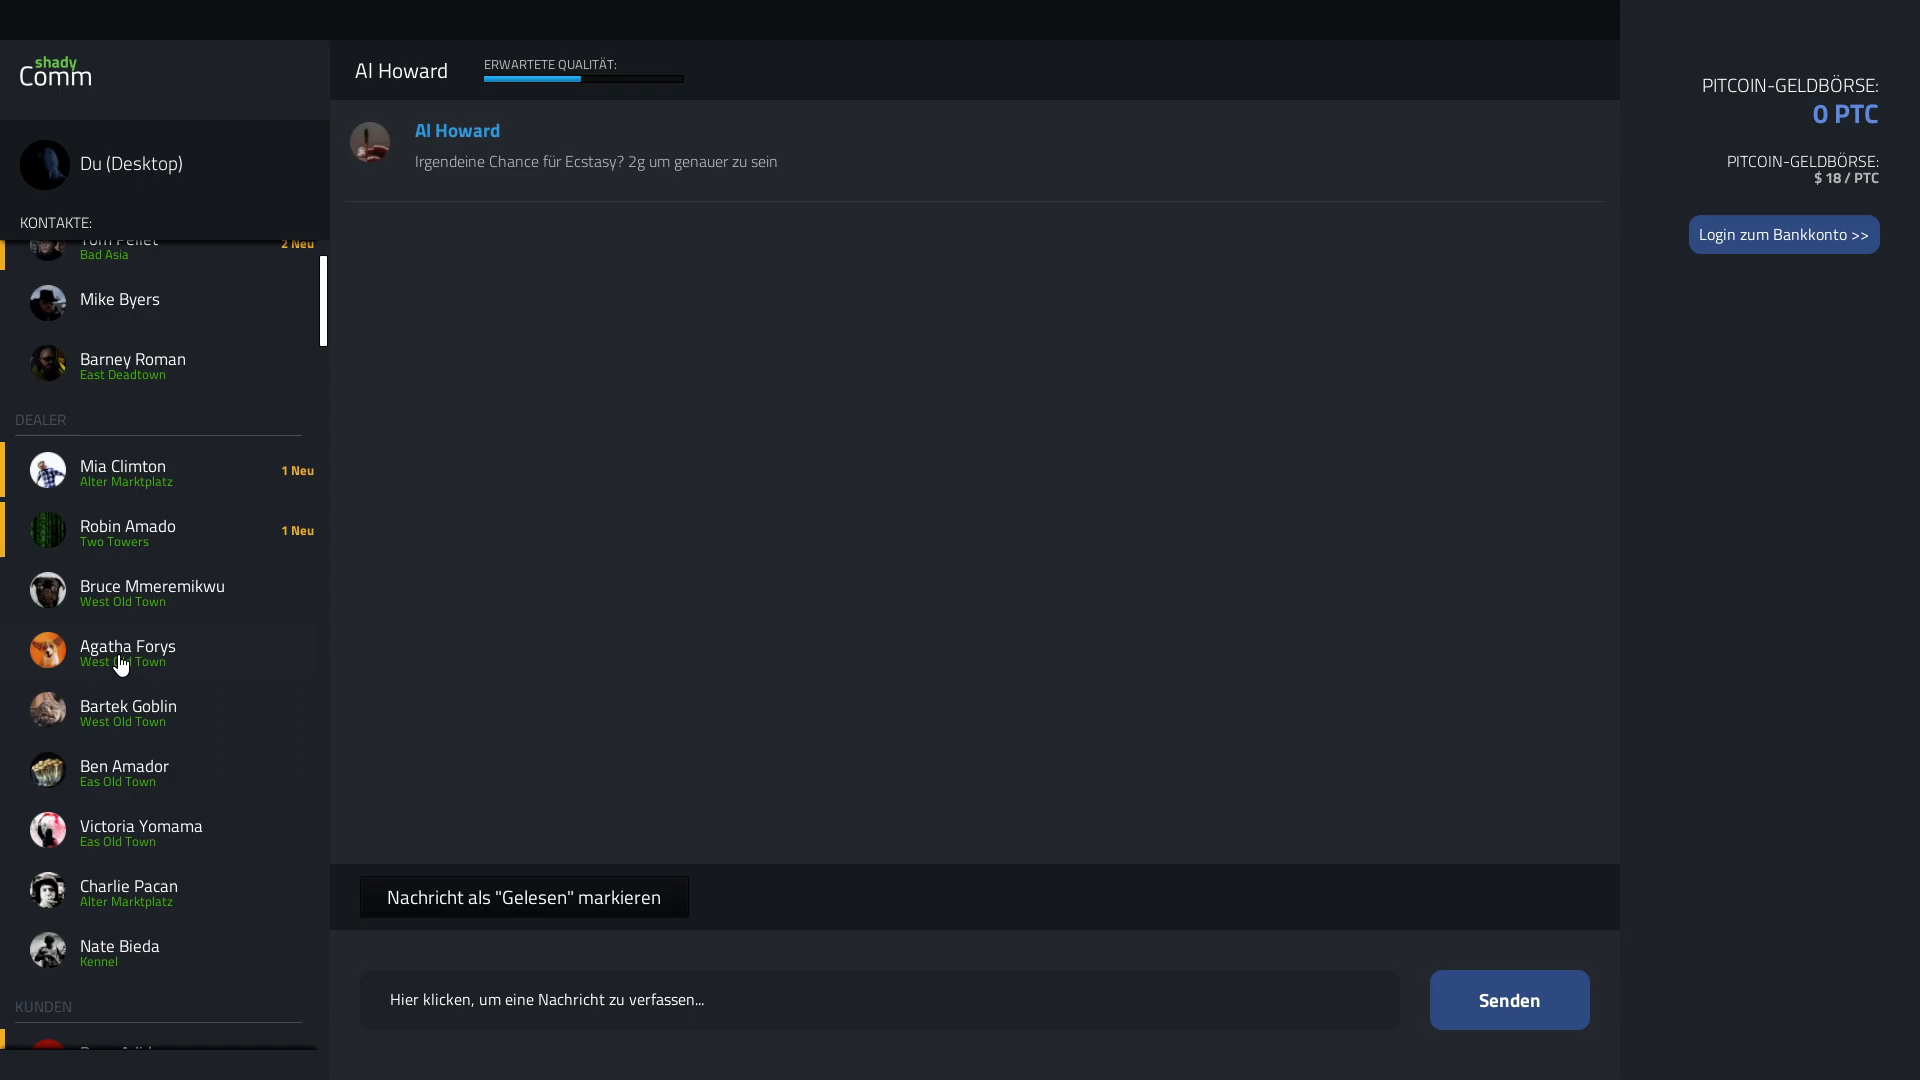 shady
Comm
Du (Desktop)
KONTAKTE:
Tom Pellet
2 Neu
Bad Asia
Mike Byers
Barney Roman
East Deadtown
DEALER
Mia Climton
1 Neu
Alter Marktplatz
Robin Amado
1 Neu
Two Towers
Bruce Mmeremikwu
West Old Town
Agatha Forys
West Old Town
Bartek Goblin
West Old Town
Ben Amador
Eas Old Town
Victoria Yomama
Eas Old Town
Charlie Pacan
Alter Marktplatz
Nate Bieda
Kennel
KUNDEN
Al Howard
ERWARTETE QUALITÄT:
Al Howard
Irgendeine Chance für Ecstasy? 2g um genauer zu sein
Nachricht als "Gelesen" markieren
Hier klicken, um eine Nachricht zu verfassen...
Senden
PITCOIN-GELDBÖRSE:
0 PTC
PITCOIN-GELDBÖRSE:
$ 18 / PTC
Login zum Bankkonto >>